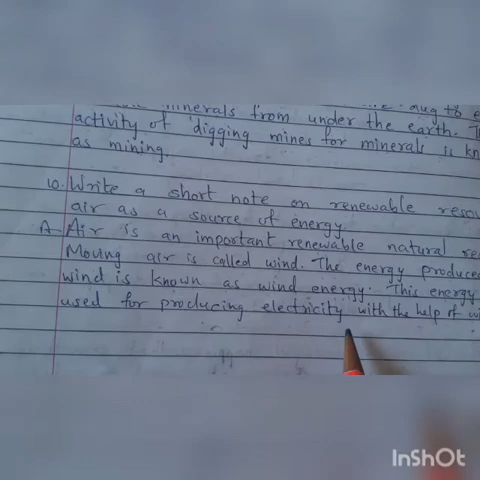 minerals from under the earth.
activity of digging mines for minerals is
as mining.
10. Write a short note on renewable
air as a source of energy.
A. Air is an important renewable natural
Moving air is called wind. The energy
wind is known as wind energy. This energy
used for producing electricity with the help of
InShOt